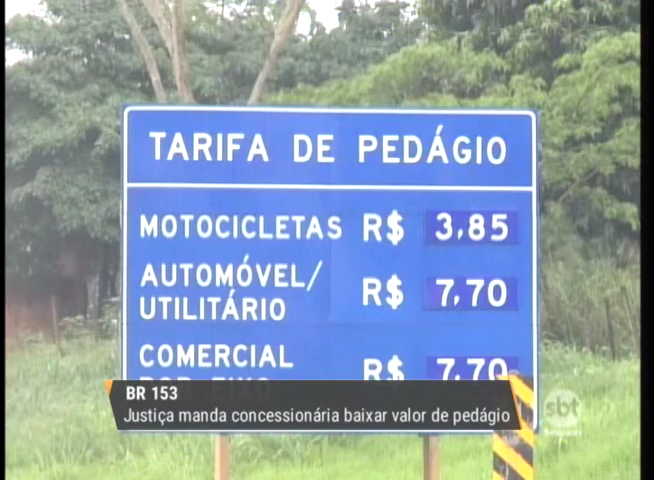 TARIFA DE PEDÁGIO
MOTOCICLETAS R$ 3,85
AUTOMÓVEL/
UTILITÁRIO R$ 7,70
COMERCIAL R$ 7,70
BR 153
Justiça manda concessionária baixar valor de pedágio
sbt